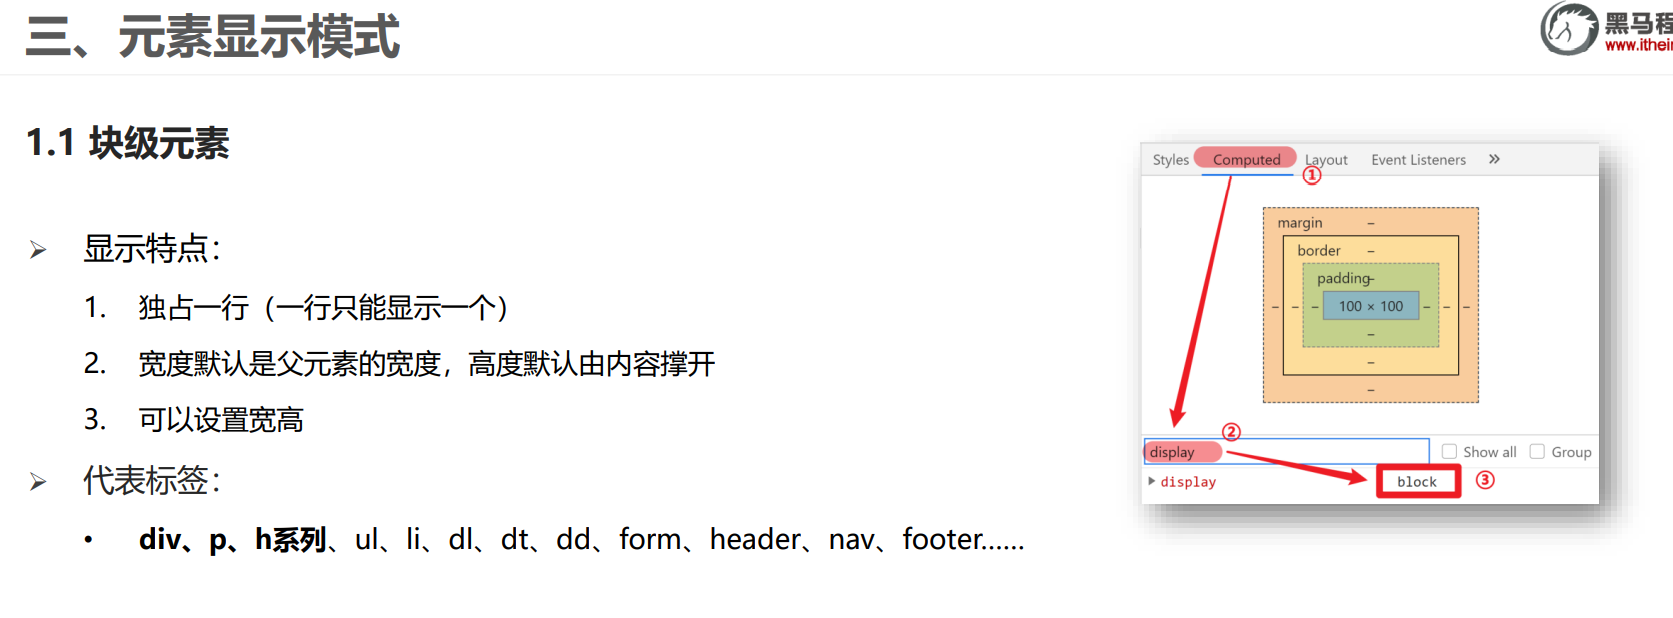 三、元素显示模式
黑马程
www.itheim
1.1 块级元素
➢ 显示特点：
1. 独占一行（一行只能显示一个）
2. 宽度默认是父元素的宽度，高度默认由内容撑开
3. 可以设置宽高
➢ 代表标签：
• div、p、h系列、ul、li、dl、dt、dd、form、header、nav、footer……
Styles Computed Layout Event Listeners »
①
margin –
border –
padding–
– – – 100 × 100 – – –
–
–
–
②
display Show all Group
display block ③